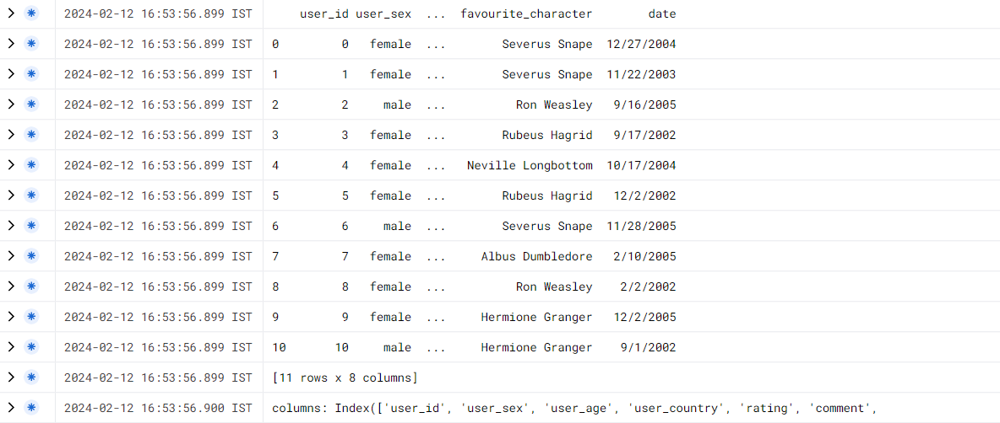 2024-02-12 16:53:56.899 IST user_id user_sex ... favourite_character date
2024-02-12 16:53:56.899 IST 0 0 female ... Severus Snape 12/27/2004
2024-02-12 16:53:56.899 IST 1 1 female ... Severus Snape 11/22/2003
2024-02-12 16:53:56.899 IST 2 2 male ... Ron Weasley 9/16/2005
2024-02-12 16:53:56.899 IST 3 3 female ... Rubeus Hagrid 9/17/2002
2024-02-12 16:53:56.899 IST 4 4 female ... Neville Longbottom 10/17/2004
2024-02-12 16:53:56.899 IST 5 5 female ... Rubeus Hagrid 12/2/2002
2024-02-12 16:53:56.899 IST 6 6 male ... Severus Snape 11/28/2005
2024-02-12 16:53:56.899 IST 7 7 female ... Albus Dumbledore 2/10/2005
2024-02-12 16:53:56.899 IST 8 8 female ... Ron Weasley 2/2/2002
2024-02-12 16:53:56.899 IST 9 9 female ... Hermione Granger 12/2/2005
2024-02-12 16:53:56.899 IST 10 10 male ... Hermione Granger 9/1/2002
2024-02-12 16:53:56.899 IST [11 rows x 8 columns]
2024-02-12 16:53:56.900 IST columns: Index(['user_id', 'user_sex', 'user_age', 'user_country', 'rating', 'comment',